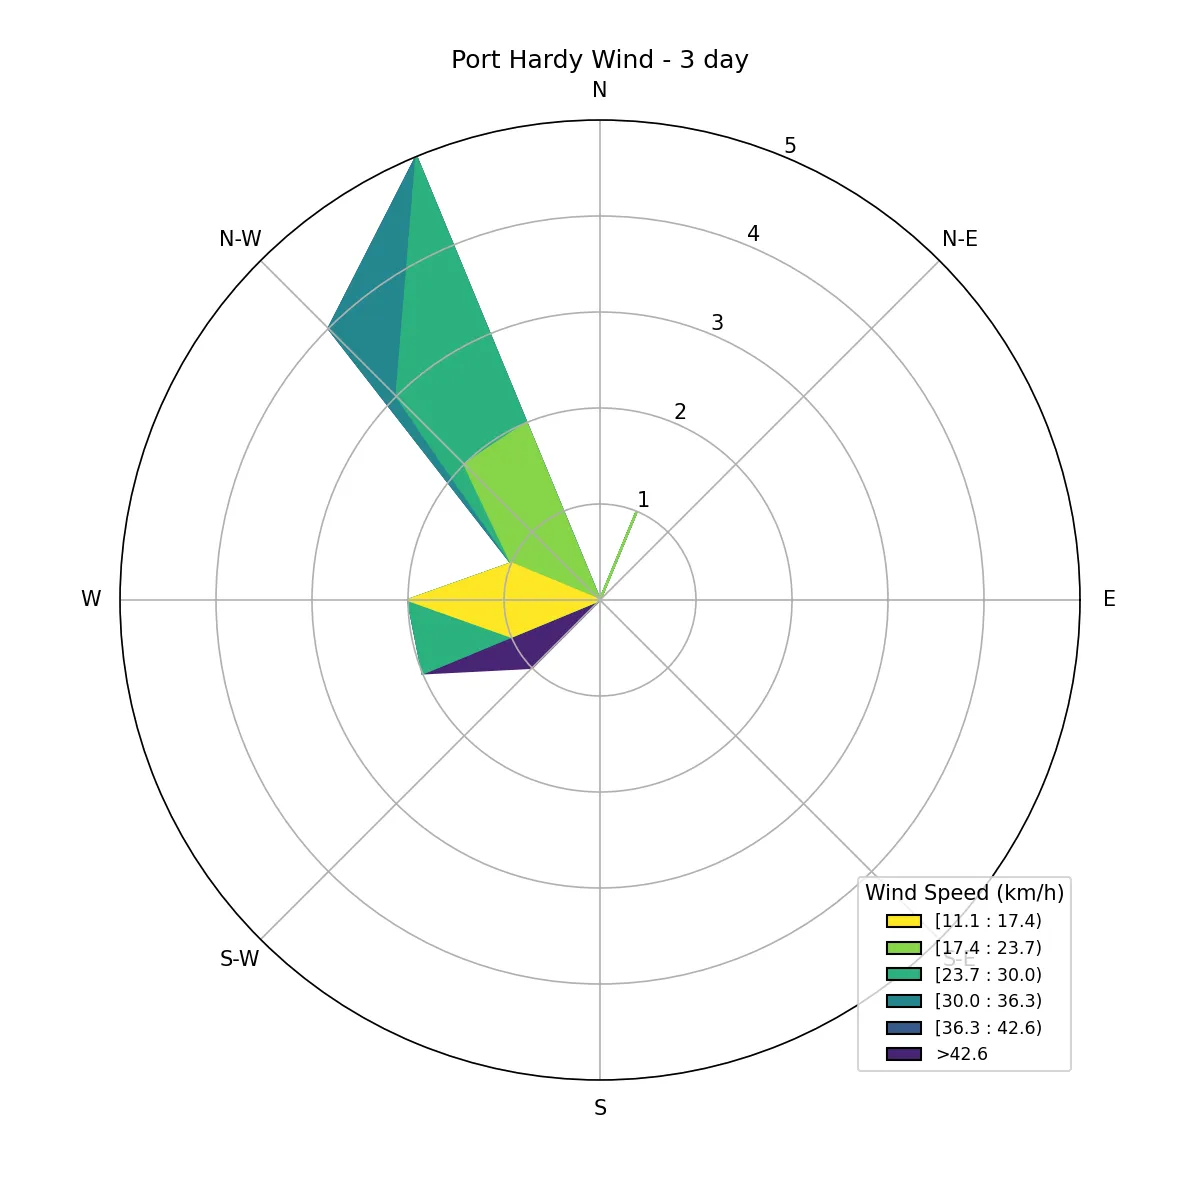 Port Hardy Wind - 3 day
N
5
N-W
N-E
4
3
2
1
W
E
Wind Speed (km/h)
[11.1 : 17.4)
[17.4 : 23.7)
S-W
S-E
[23.7 : 30.0)
[30.0 : 36.3)
[36.3 : 42.6)
>42.6
S